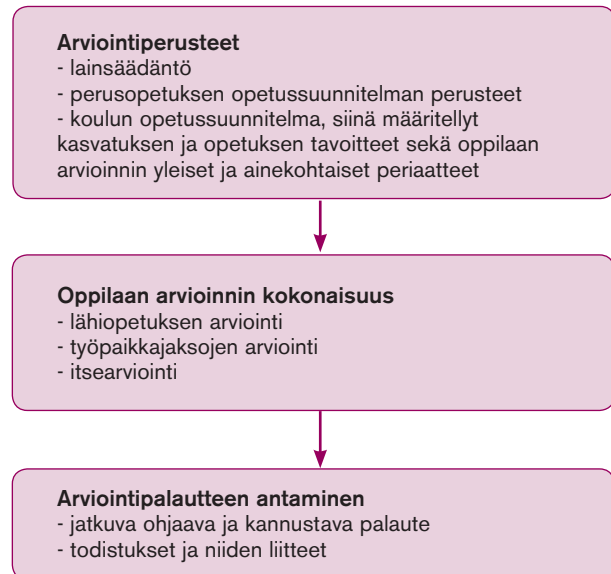 Arviointiperusteet
- lainsäädäntö
- perusopetuksen opetussuunnitelman perusteet
- koulun opetussuunnitelma, siinä määritellyt
kasvatuksen ja opetuksen tavoitteet sekä oppilaan
arvioinnin yleiset ja ainekohtaiset periaatteet
Oppilaan arvioinnin kokonaisuus
- lähiopetuksen arviointi
- työpaikkajaksojen arviointi
- itsearviointi
Arviointipalautteen antaminen
- jatkuva ohjaava ja kannustava palaute
- todistukset ja niiden liitteet